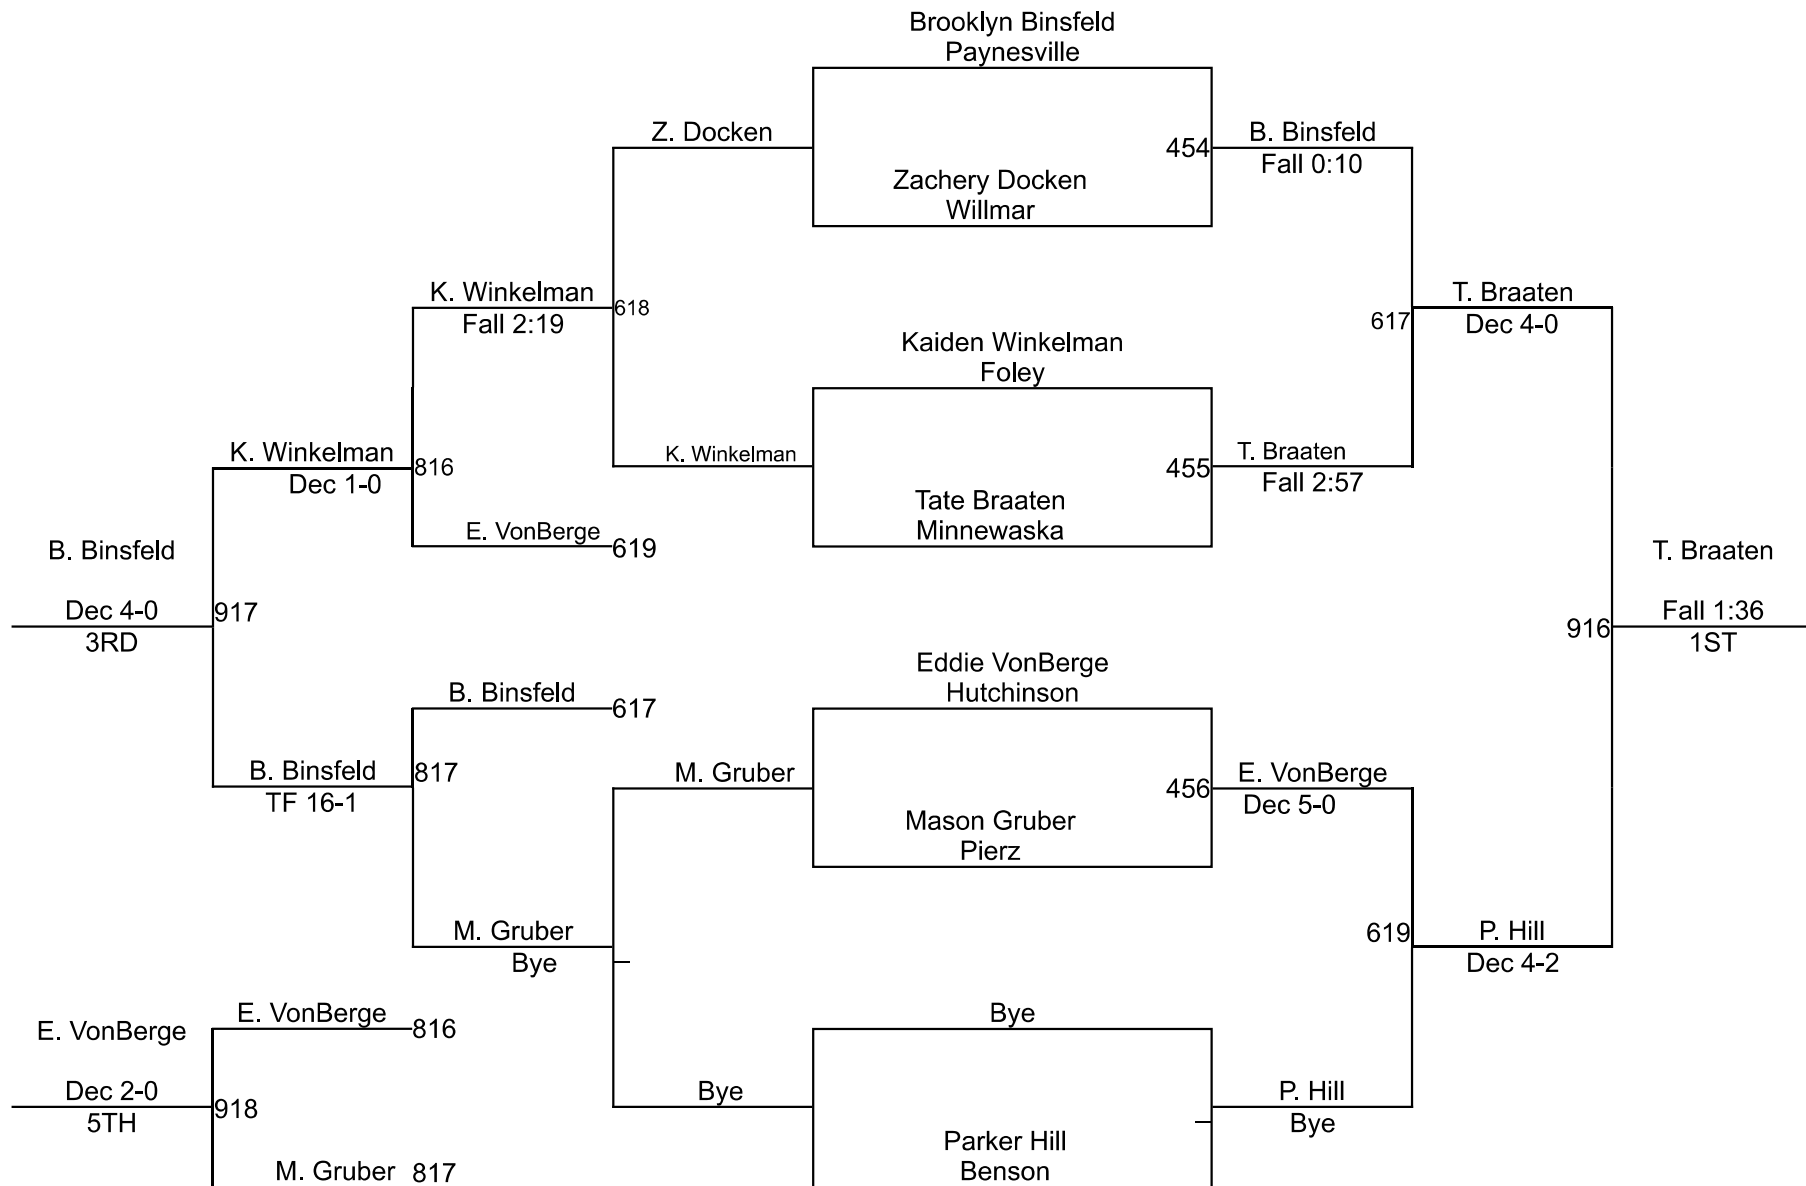 Brooklyn Binsfeld
Paynesville
Z. Docken
454
B. Binsfeld
Fall 0:10
Zachery Docken
Willmar
K. Winkelman
Fall 2:19
618
617
T. Braaten
Dec 4-0
Kaiden Winkelman
Foley
K. Winkelman
Dec 1-0
816
K. Winkelman
455
T. Braaten
Fall 2:57
Tate Braaten
Minnewaska
E. VonBerge
619
B. Binsfeld
Dec 4-0
3RD
917
T. Braaten
916
Fall 1:36
1ST
Eddie VonBerge
Hutchinson
B. Binsfeld
617
B. Binsfeld
TF 16-1
817
M. Gruber
456
E. VonBerge
Dec 5-0
Mason Gruber
Pierz
M. Gruber
Bye
619
P. Hill
Dec 4-2
E. VonBerge
816
Bye
E. VonBerge
Dec 2-0
5TH
918
Bye
P. Hill
Bye
Parker Hill
Benson
M. Gruber
817